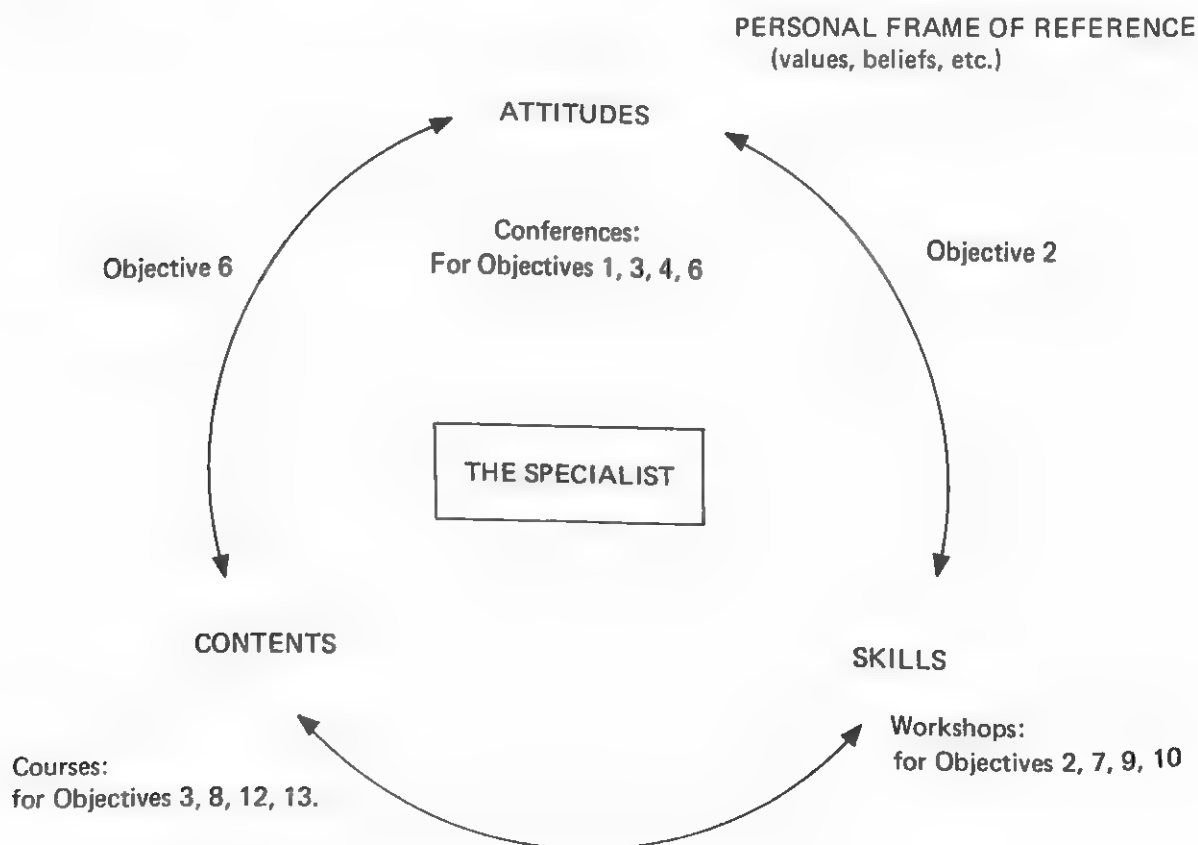 PERSONAL FRAME OF REFERENCE
(values, beliefs, etc.)
ATTITUDES
Conferences:
For Objectives 1, 3, 4, 6
Objective 6
Objective 2
THE SPECIALIST
CONTENTS
SKILLS
Courses:
for Objectives 3, 8, 12, 13.
Workshops:
for Objectives 2, 7, 9, 10